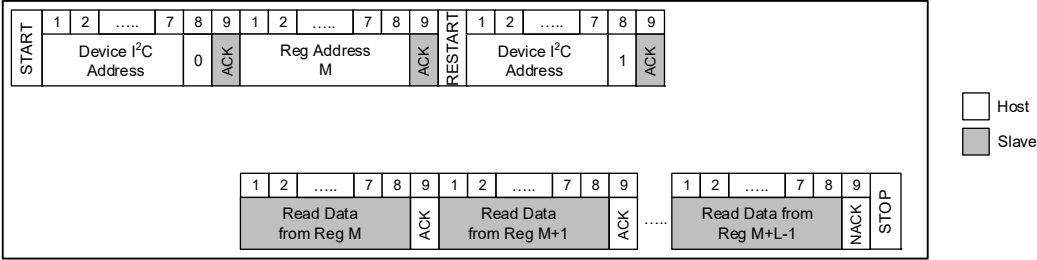 START 1 2 ….. 7 8 9 1 2 ….. 7 8 9 RESTART 1 2 ….. 7 8 9
Device I²C Address 0 ACK Reg Address M ACK Device I²C Address 1 ACK
Host
Slave
1 2 ….. 7 8 9 1 2 ….. 7 8 9 1 2 ….. 7 8 9 STOP
Read Data from Reg M ACK Read Data from Reg M+1 ACK ….. Read Data from Reg M+L-1 NACK